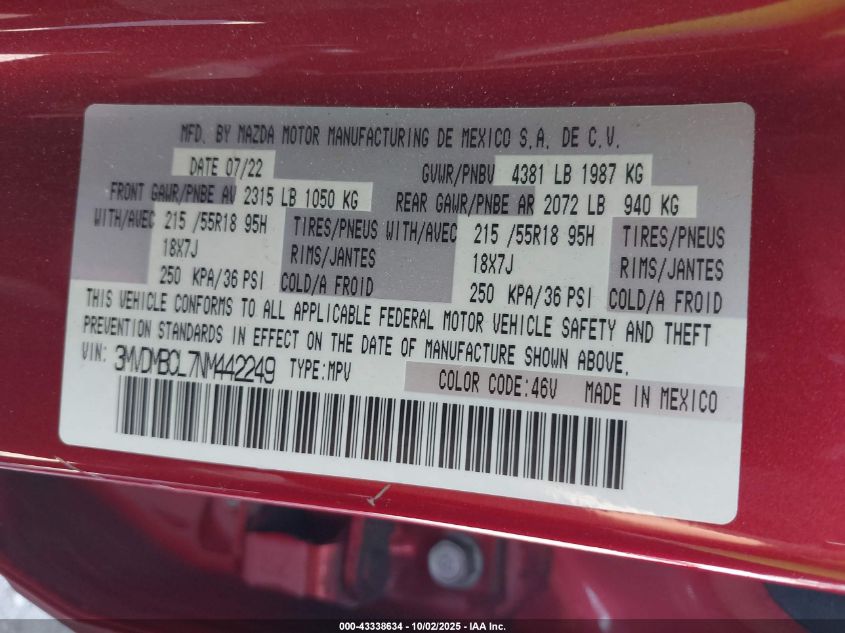 MFD. BY MAZDA MOTOR MANUFACTURING DE MEXICO S.A. DE C.V.
DATE 07/22 GVWR/PNBV 4381 LB 1987 KG
FRONT GAWR/PNBE AV 2315 LB 1050 KG REAR GAWR/PNBE AR 2072 LB 940 KG
WITH/AVEC 215 /55R18 95H TIRES/PNEUS WITH/AVEC 215 /55R18 95H TIRES/PNEUS
18X7J RIMS/JANTES 18X7J RIMS/JANTES
250 KPA/36 PSI COLD/A FROID 250 KPA/36 PSI COLD/A FROID
THIS VEHICLE CONFORMS TO ALL APPLICABLE FEDERAL MOTOR VEHICLE SAFETY AND THEFT
PREVENTION STANDARDS IN EFFECT ON THE DATE OF MANUFACTURE SHOWN ABOVE.
VIN: 3MVDMBCL7NM442249 TYPE:MPV COLOR CODE:46V MADE IN MEXICO
000-43338634 - 10/02/2025 - IAA Inc.